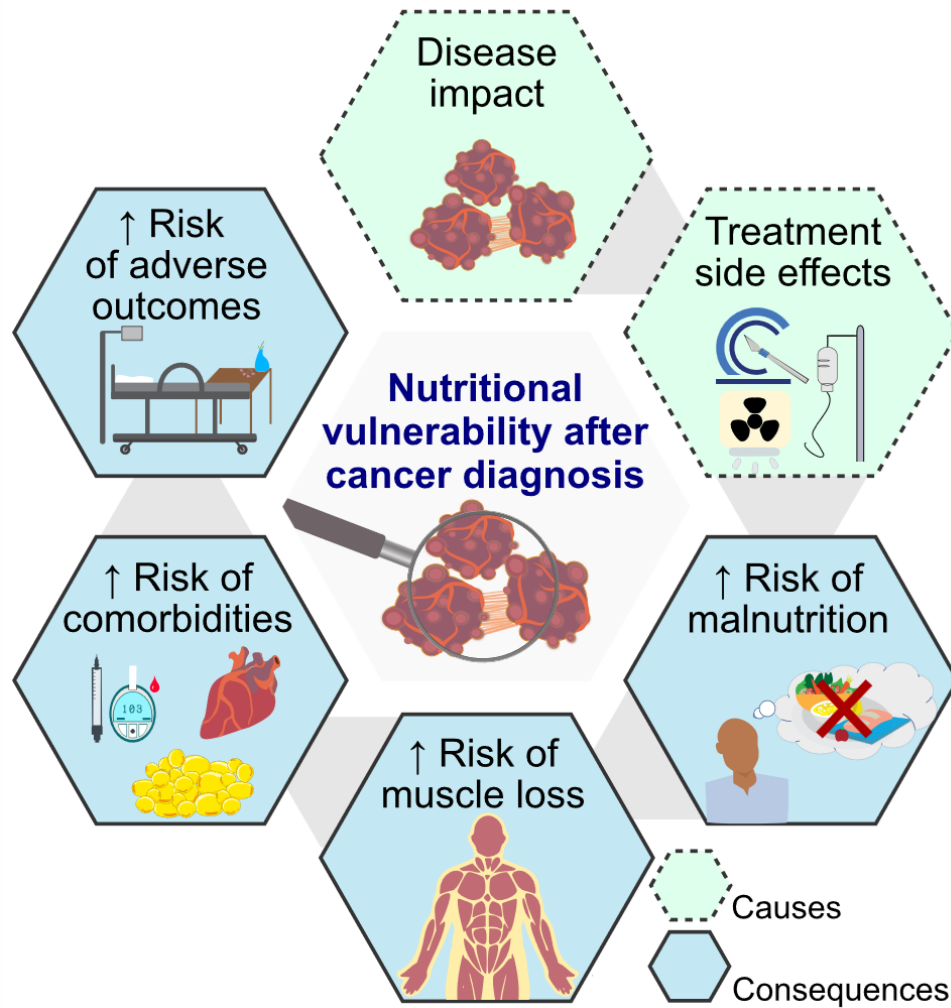 Disease
impact
Treatment
side effects
↑ Risk of
malnutrition
↑ Risk of
muscle loss
↑ Risk of
comorbidities
103
↑ Risk
of adverse
outcomes
Nutritional
vulnerability after
cancer diagnosis
Causes
Consequences